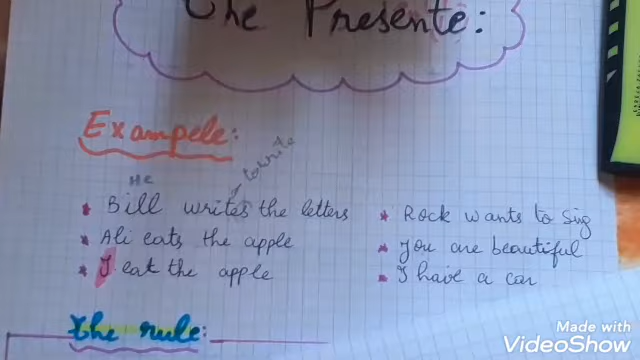 The Presente:
Exampele:
to write
He
Bill writes the letters
Ali eats the apple
I eat the apple
Rock wants to Sing
You are beautiful
I have a car
the rule:
Made with
VideoShow